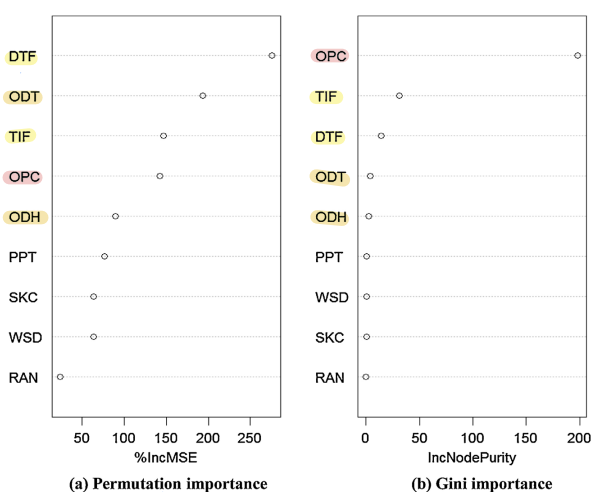 DTF
ODT
TIF
OPC
ODH
PPT
SKC
WSD
RAN
50 100 150 200 250
%IncMSE
(a) Permutation importance
OPC
TIF
DTF
ODT
ODH
PPT
WSD
SKC
RAN
0 50 100 150 200
IncNodePurity
(b) Gini importance